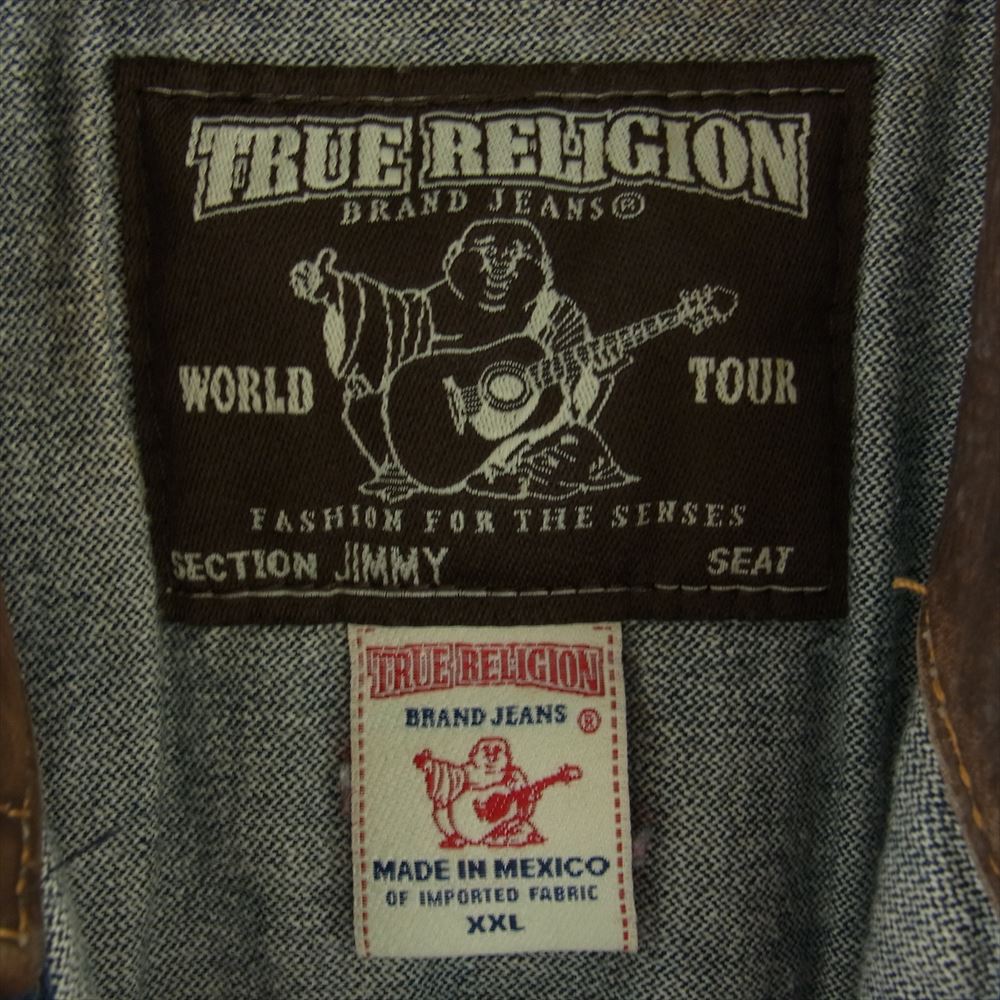 TRUE RELIGION
BRAND JEANS®
WORLD TOUR
FASHION FOR THE SENSES
SECTION JIMMY SEAT
TRUE RELIGION
BRAND JEANS ®
MADE IN MEXICO
OF IMPORTED FABRIC
XXL